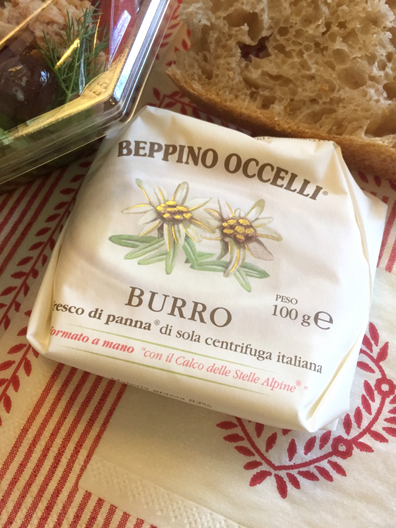 BEPPINO OCCELLI®
BURRO
PESO
100 g ℮
resco di panna® di sola centrifuga italiana
formato a mano "con il Calco delle Stelle Alpine®"